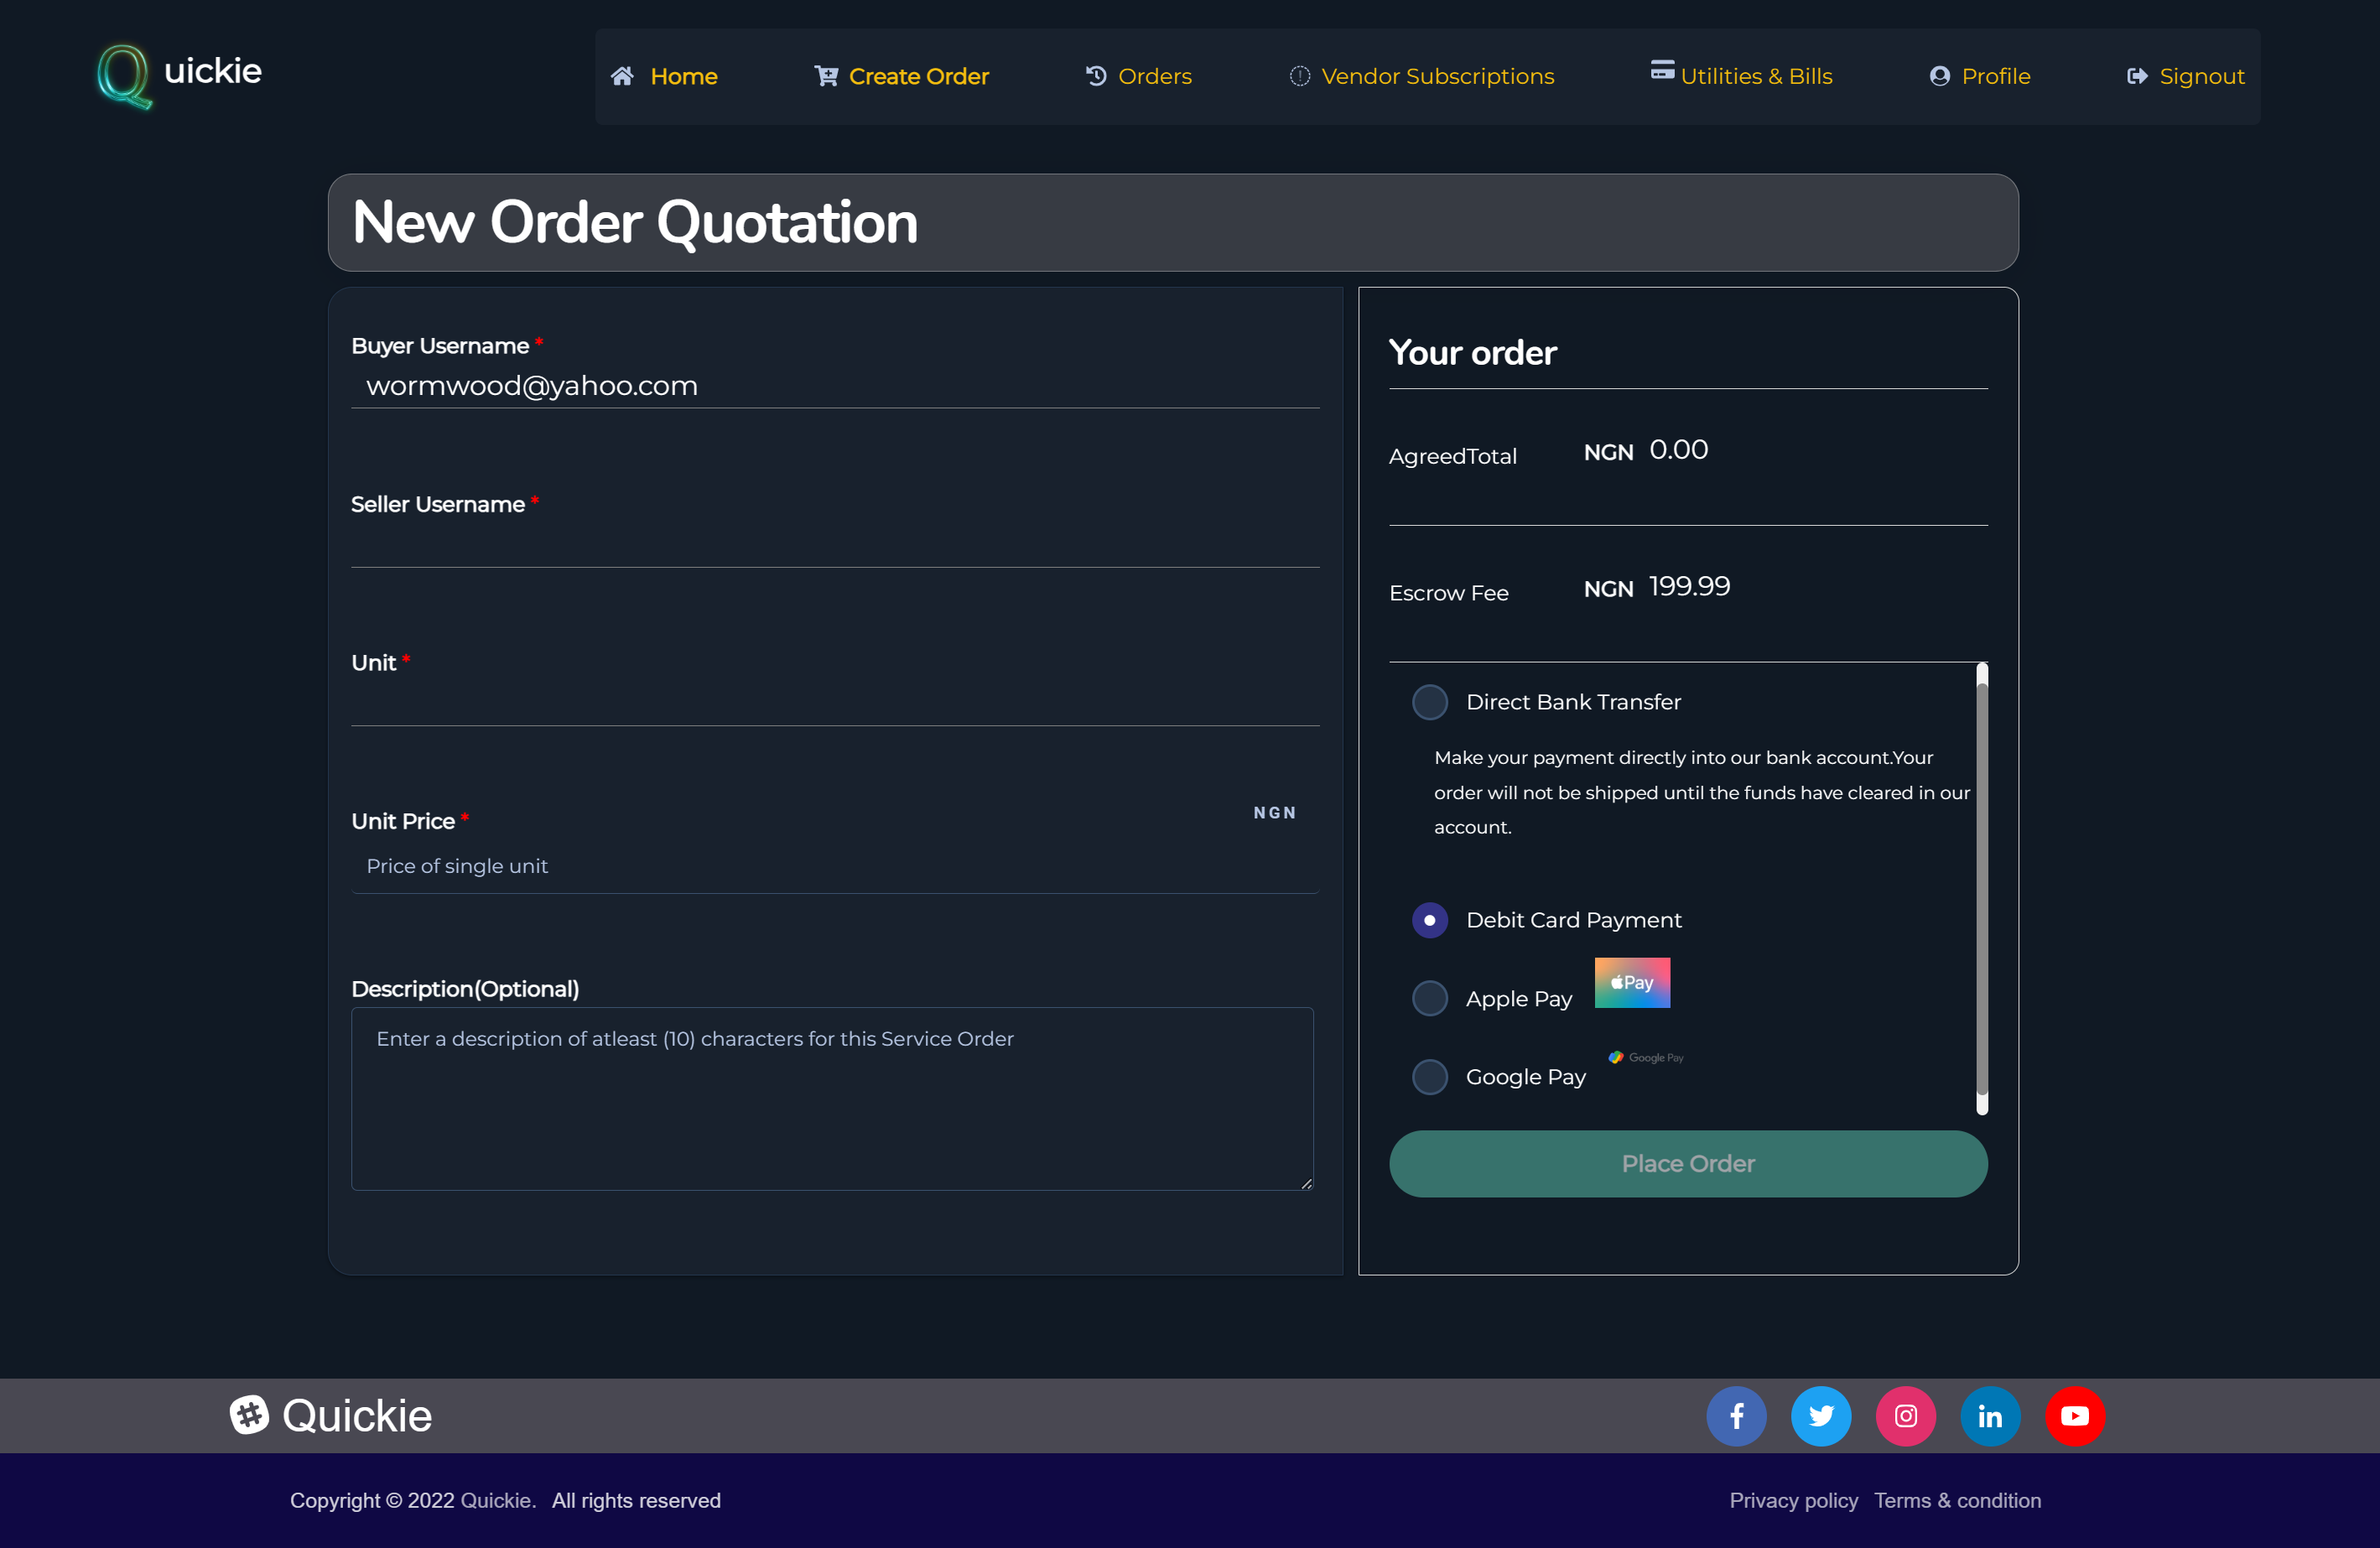 Quickie
Home
Create Order
Orders
Vendor Subscriptions
Utilities & Bills
Profile
Signout
New Order Quotation
Buyer Username *
wormwood@yahoo.com
Seller Username *
Unit *
Unit Price *
NGN
Price of single unit
Description(Optional)
Enter a description of atleast (10) characters for this Service Order
Your order
AgreedTotal NGN 0.00
Escrow Fee NGN 199.99
Direct Bank Transfer
Make your payment directly into our bank account.Your
order will not be shipped until the funds have cleared in our
account.
Debit Card Payment
Apple Pay
Pay
Google Pay
Google Pay
Place Order
Quickie
Copyright © 2022 Quickie. All rights reserved
Privacy policy Terms & condition